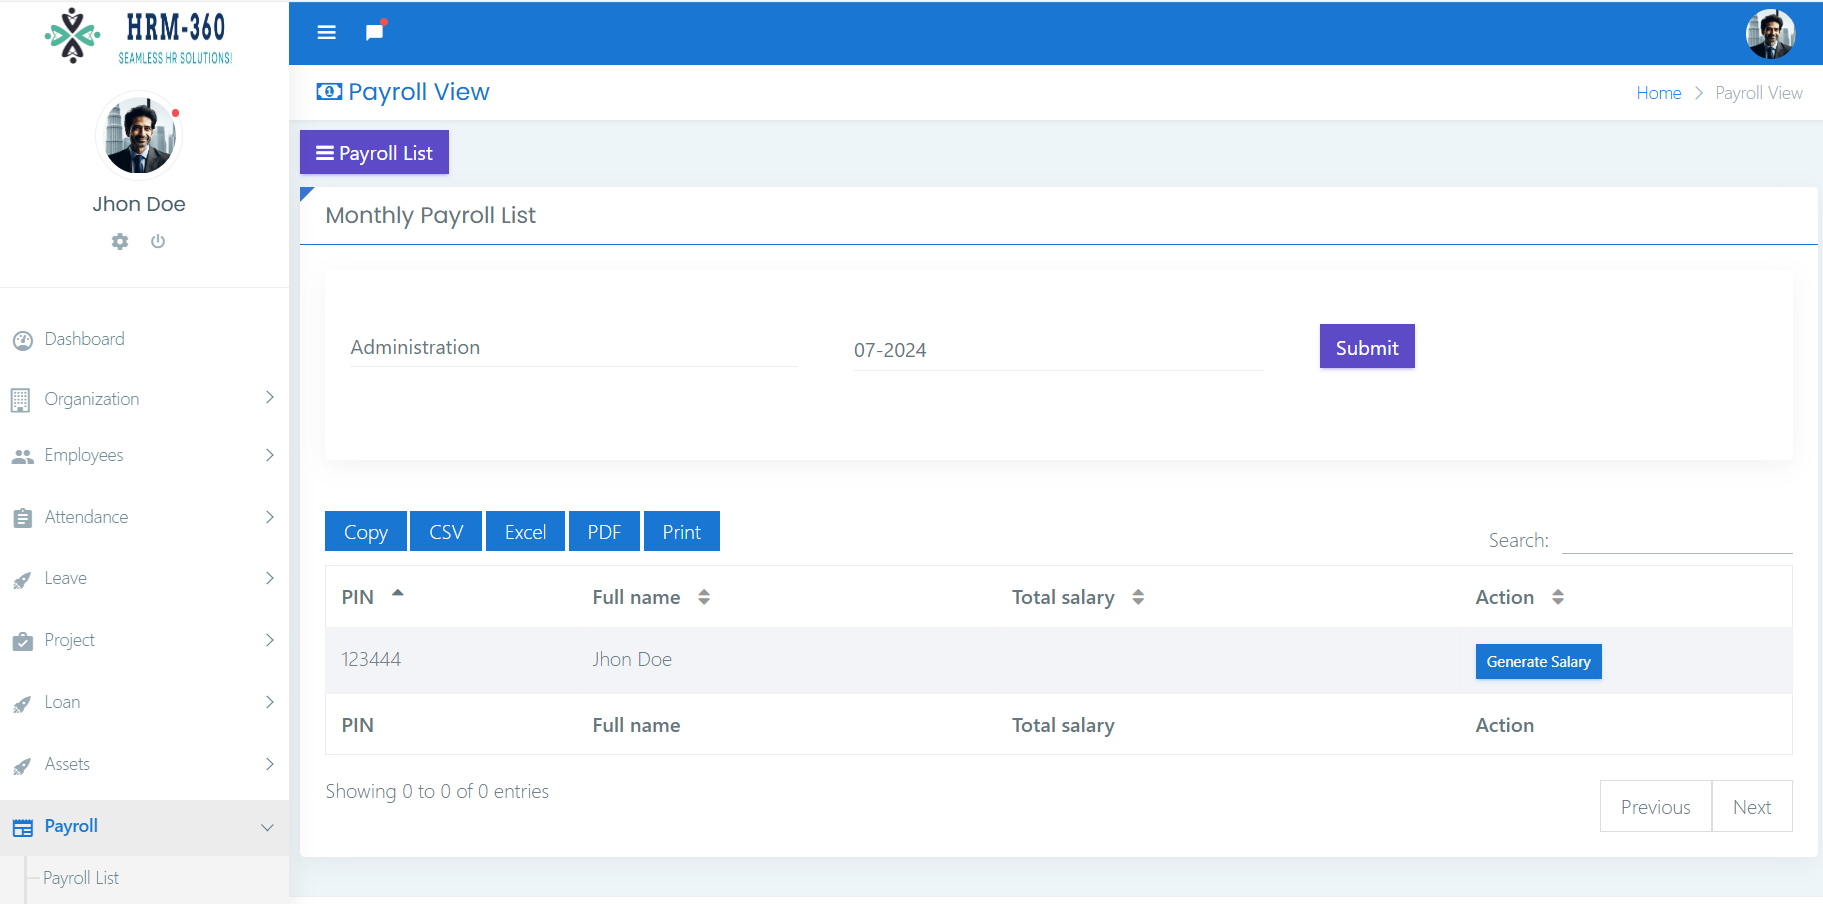 HRM-360
SEAMLESS HR SOLUTIONS!
Jhon Doe
Dashboard
Organization
Employees
Attendance
Leave
Project
Loan
Assets
Payroll
Payroll List
Payroll View
Home > Payroll View
Payroll List
Monthly Payroll List
Administration
07-2024
Submit
Copy CSV Excel PDF Print
Search:
PIN Full name Total salary Action
123444 Jhon Doe Generate Salary
PIN Full name Total salary Action
Showing 0 to 0 of 0 entries
Previous Next